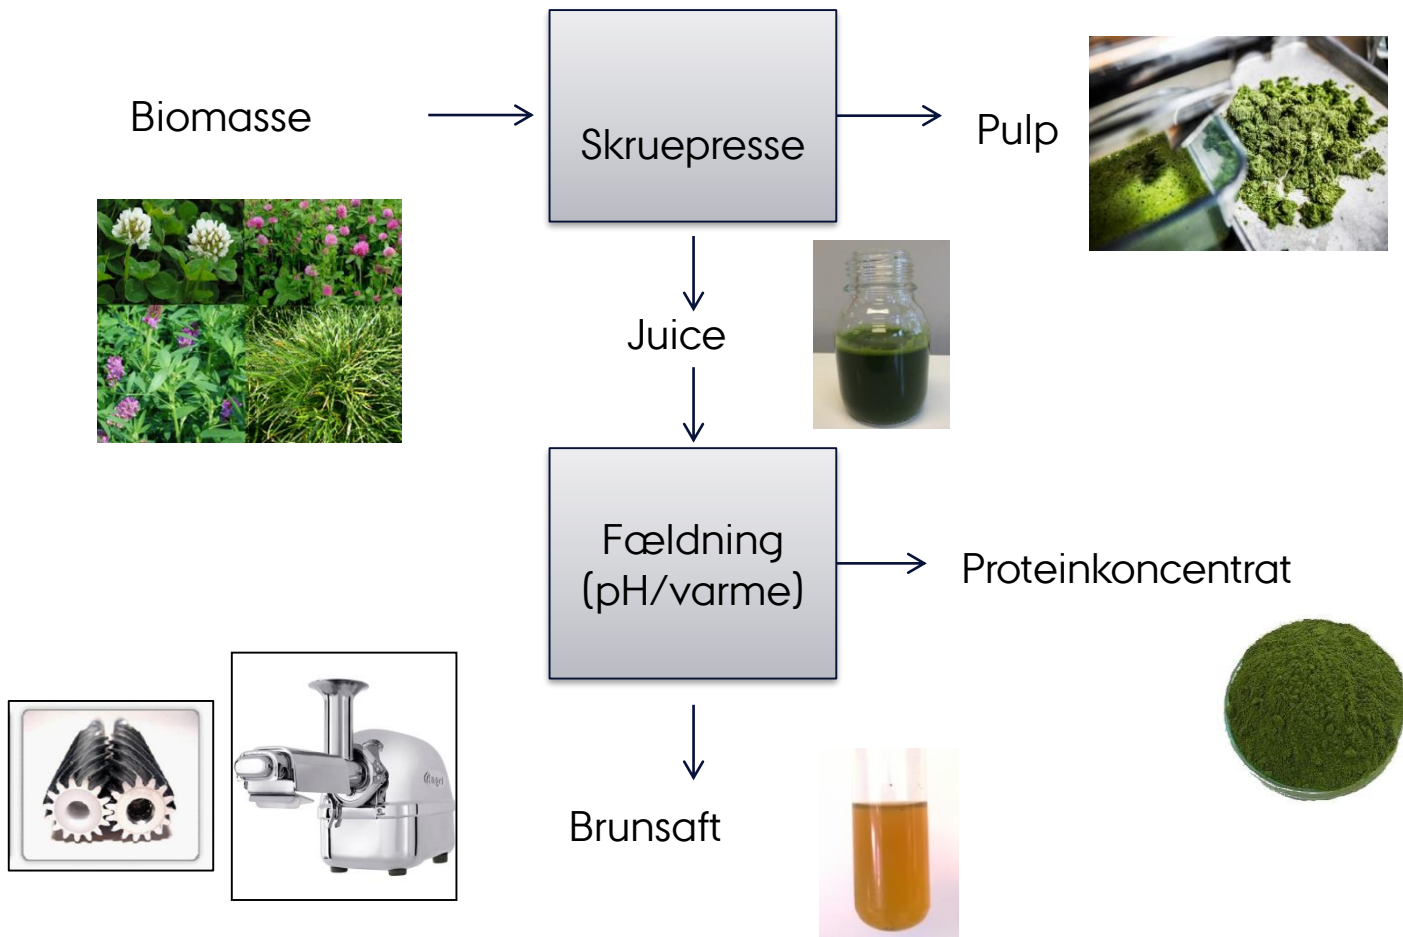 Biomasse
Skruepresse
Pulp
Juice
Fældning
(pH/varme)
Proteinkoncentrat
Brunsaft